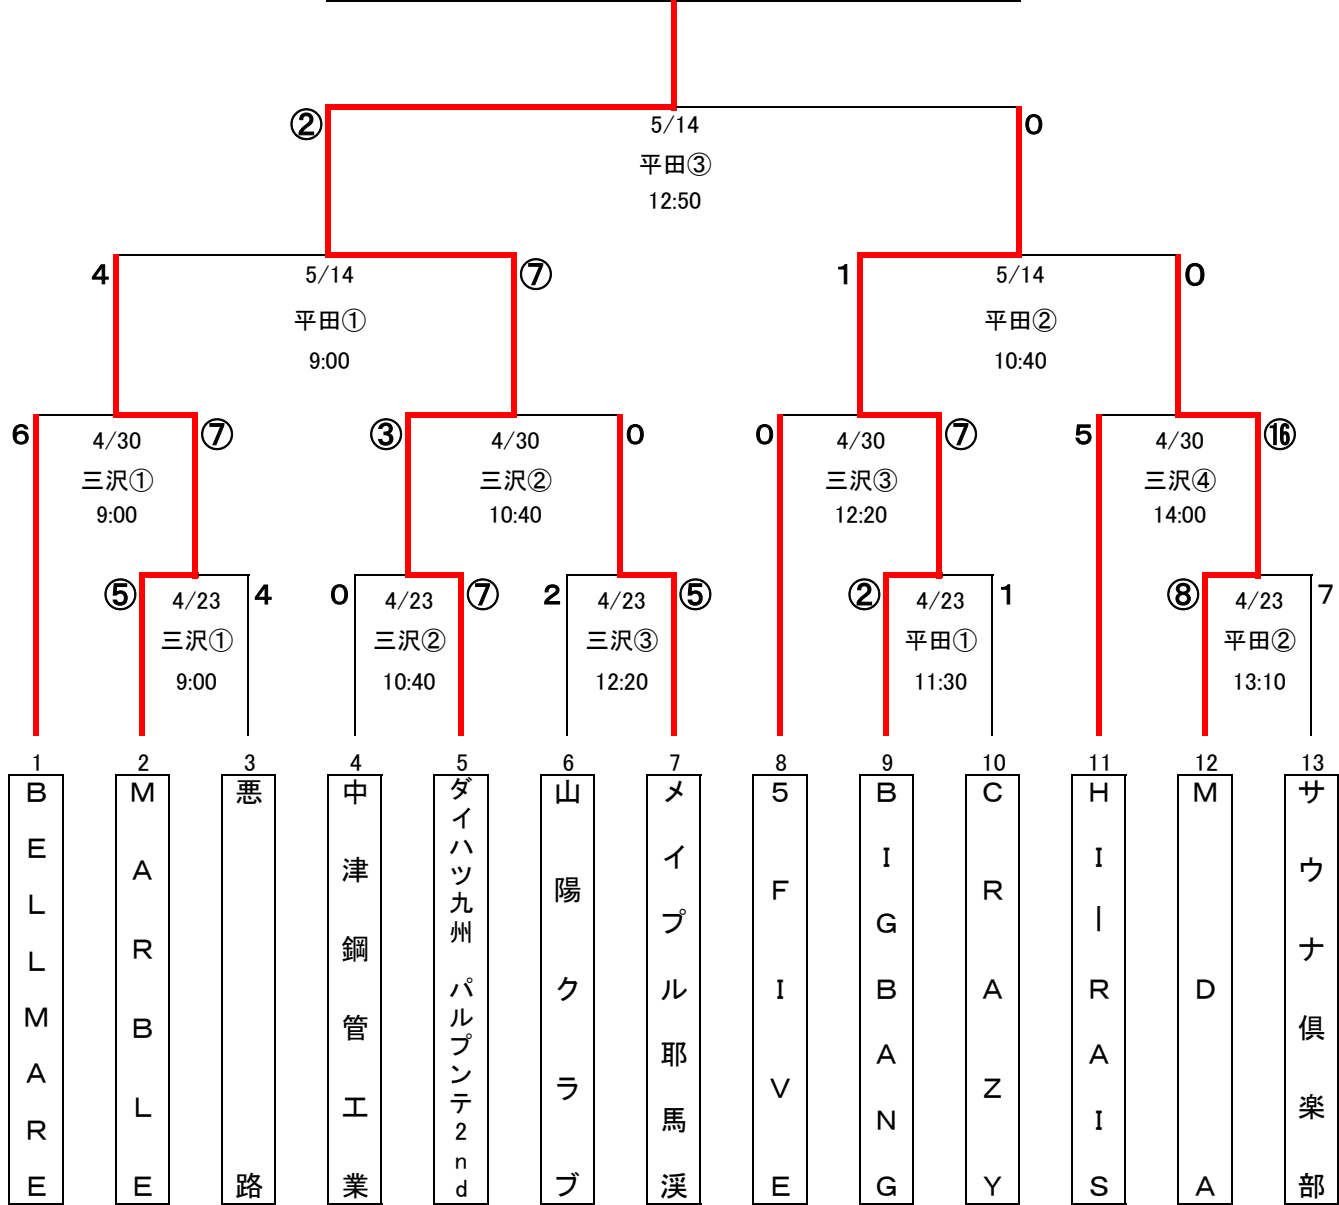 ② 0
5/14
平田③
12:50
4 ⑦ 1 0
5/14 5/14
平田① 平田②
9:00 10:40
6 ⑦ ③ 0 0 ⑦ 5 ⑯
4/30 4/30 4/30 4/30
三沢① 三沢② 三沢③ 三沢④
9:00 10:40 12:20 14:00
⑤ 4 0 ⑦ 2 ⑤ ② 1 ⑧ 7
4/23 4/23 4/23 4/23 4/23
三沢① 三沢② 三沢③ 平田① 平田②
9:00 10:40 12:20 11:30 13:10
1 2 3 4 5 6 7 8 9 10 11 12 13
BELLMARE
MARBLE
悪路
中津鋼管工業
ダイハツ九州 パルプンテ2nd
山陽クラブ
メイプル耶馬渓
5FIVE
BIGBANG
CRAZY
HI|RAIS
MDA
サウナ倶楽部